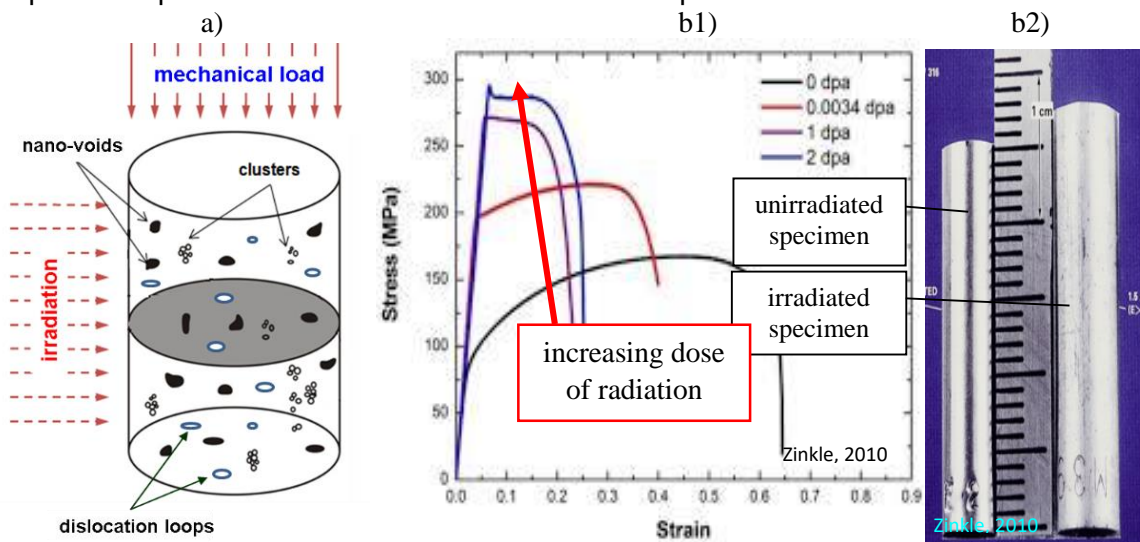 a)
b1)
b2)
mechanical load
nano-voids
clusters
irradiation
dislocation loops
300
250
200
150
100
50
0
Stress (MPa)
0 dpa
0.0034 dpa
1 dpa
2 dpa
increasing dose
of radiation
unirradiated
specimen
irradiated
specimen
Zinkle, 2010
0.0 0.1 0.2 0.3 0.4 0.5 0.6 0.7 0.8 0.9
Strain
316
1 cm
1.5
Zinkle, 2010